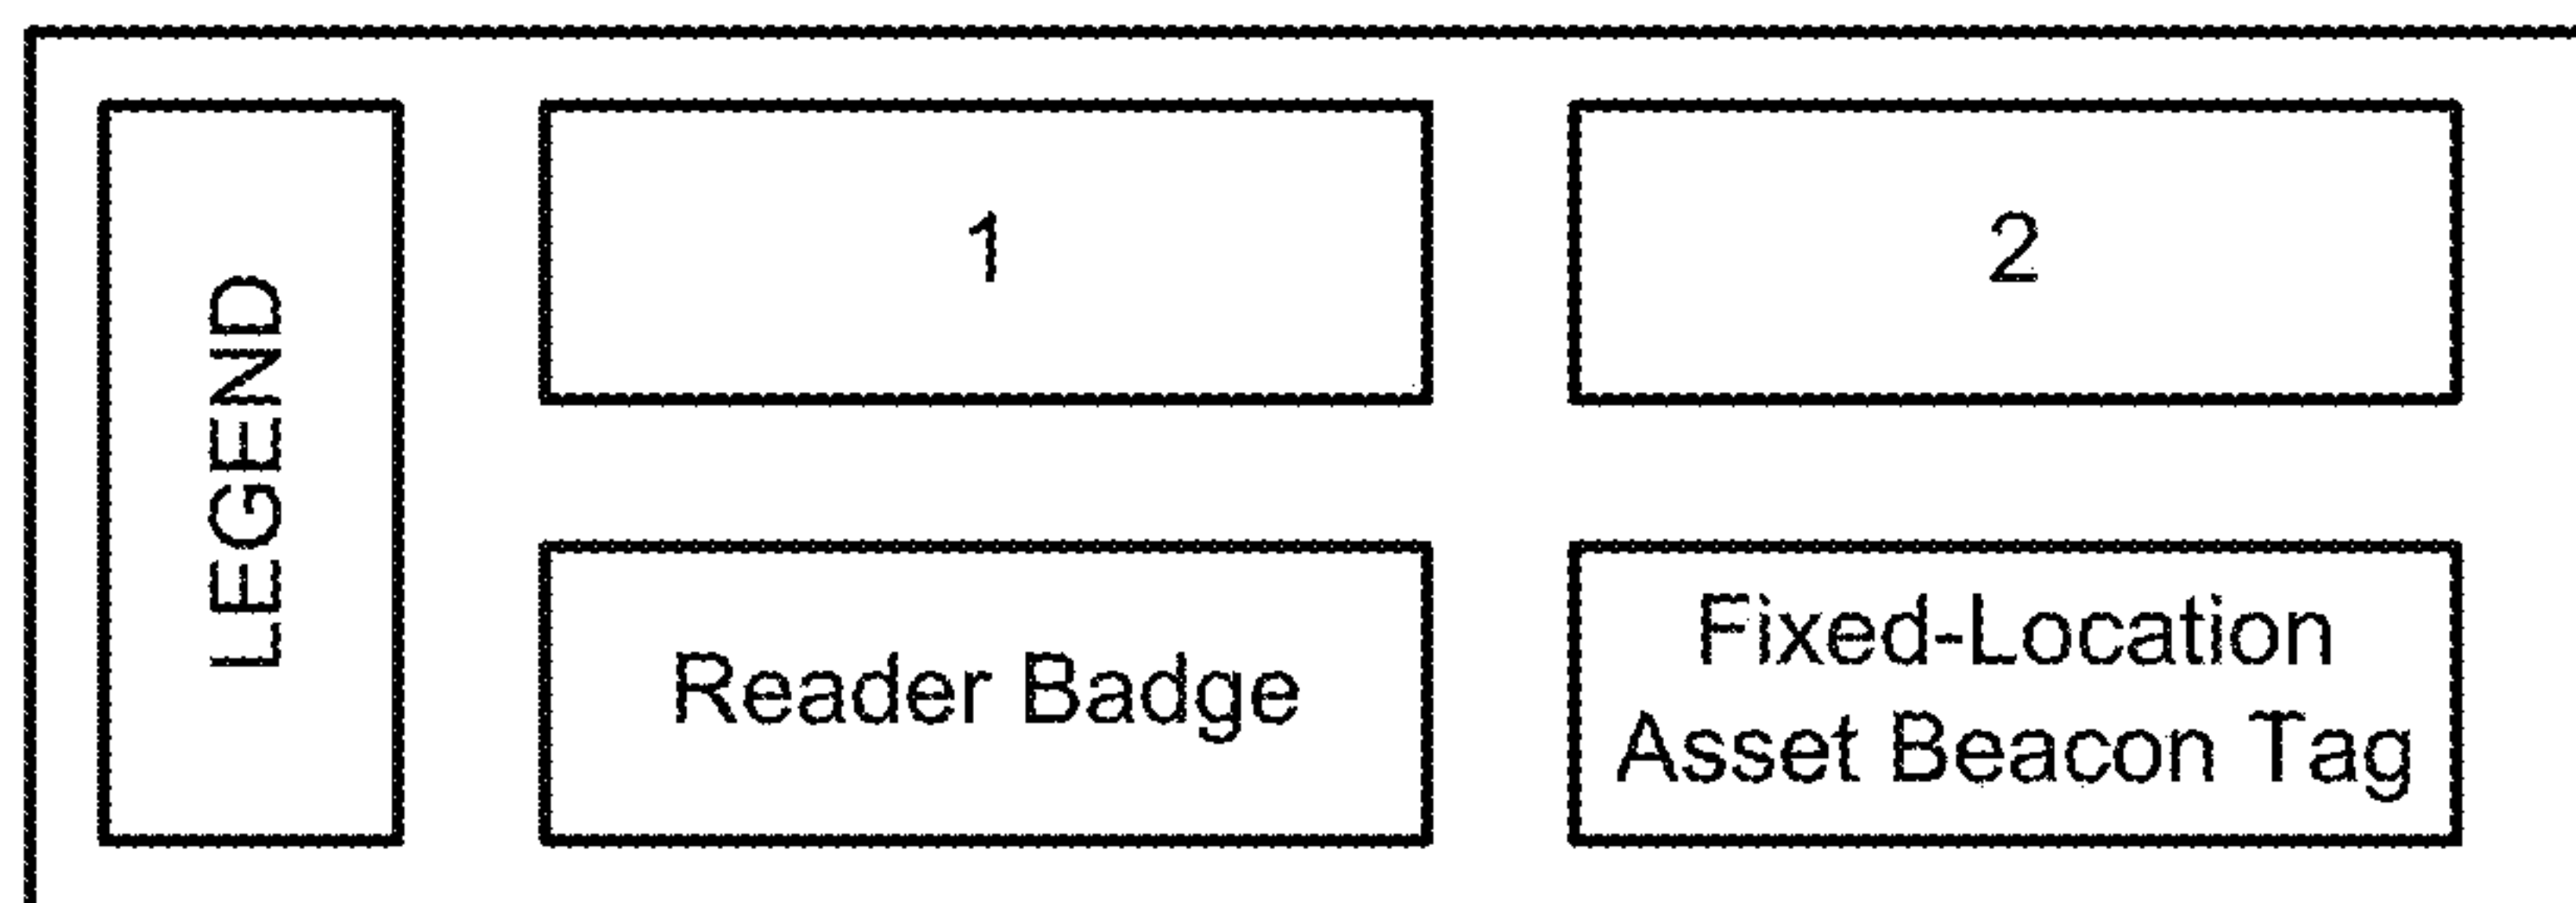 LEGEND
1
2
Reader Badge
Fixed-Location
Asset Beacon Tag